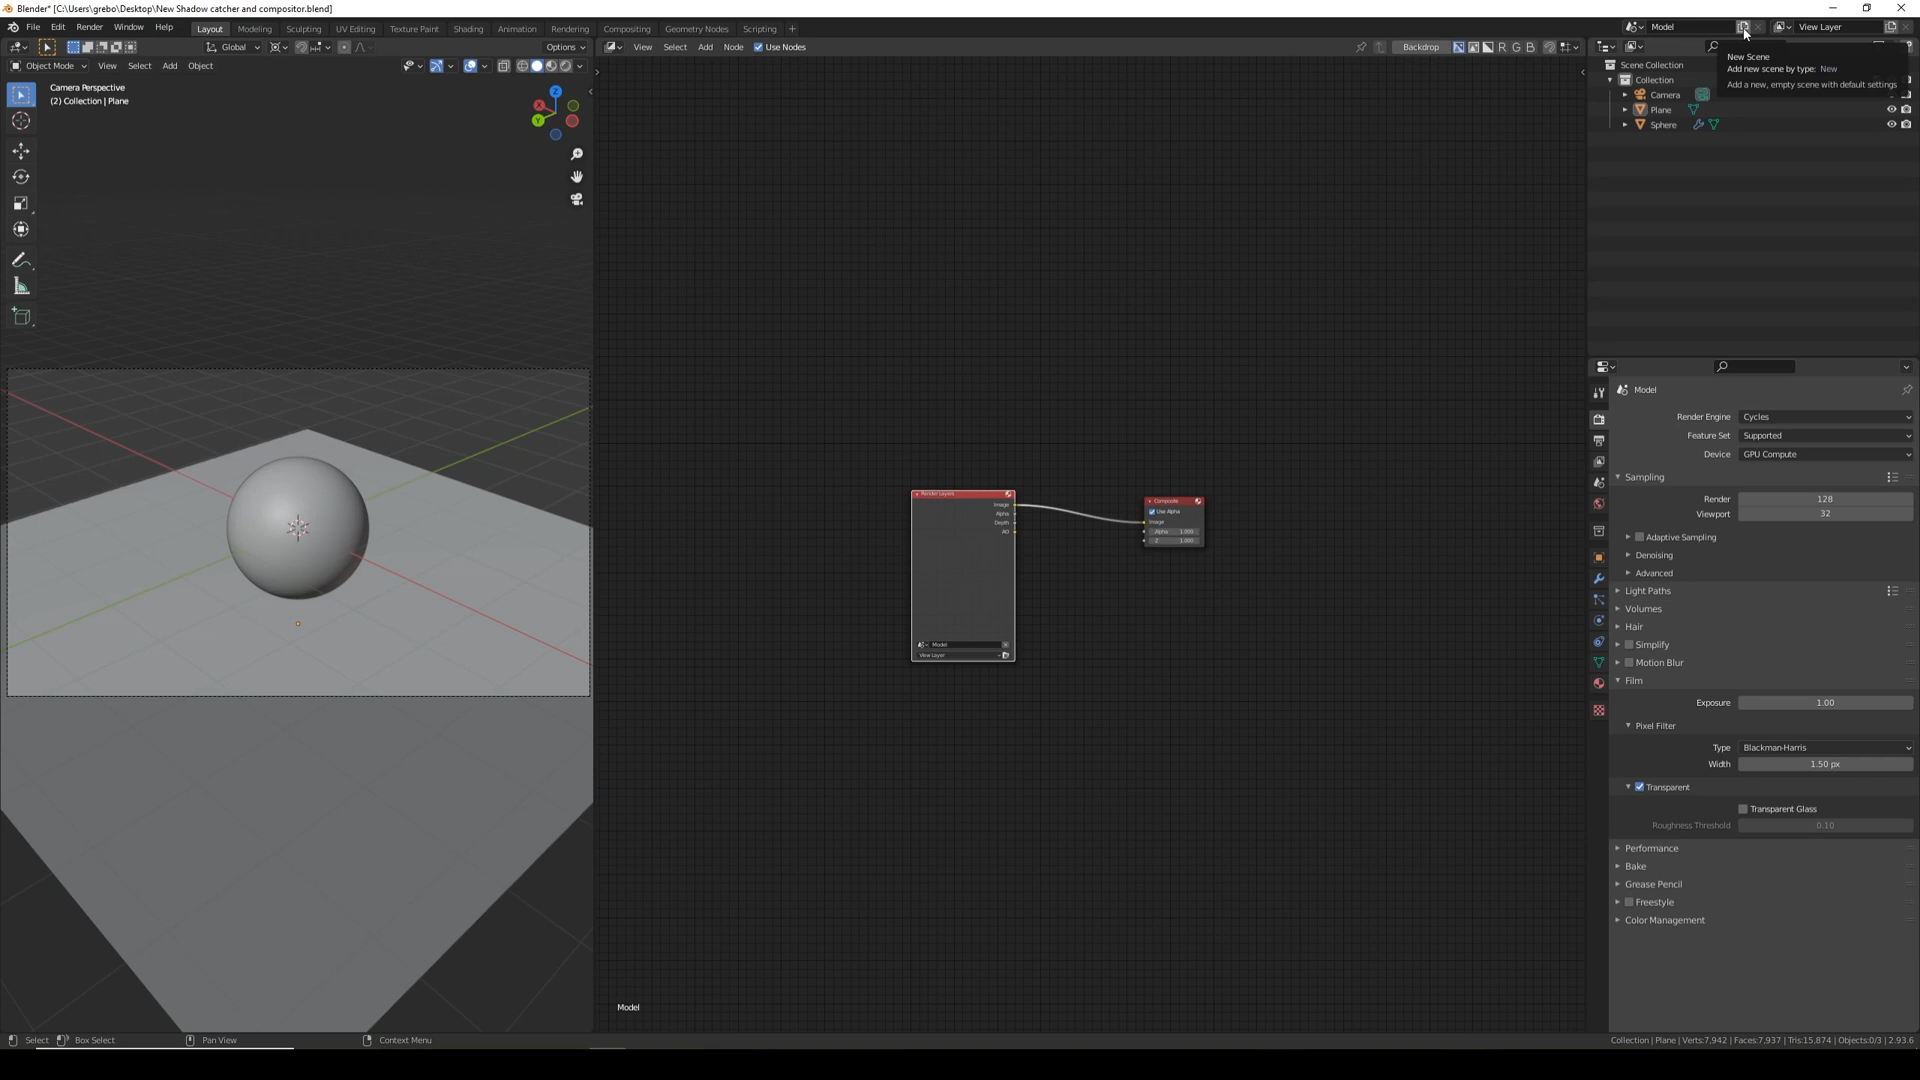 Blender* [C:\Users\grebo\Desktop\New Shadow catcher and compositor.blend]
File Edit Render Window Help Layout Modeling Sculpting UV Editing Texture Paint Shading Animation Rendering Compositing Geometry Nodes Scripting + Model View Layer
Global Options View Select Add Node Use Nodes Backdrop R G B
Object Mode View Select Add Object
New Scene
Add new scene by type: New
Add a new, empty scene with default settings
Scene Collection
Collection
Camera
Plane
Sphere
Camera Perspective
(2) Collection | Plane
Z
X
Y
Render Layers
Image
Alpha
Depth
AO
Model
View Layer
Composite
Use Alpha
Image
Alpha 1.000
Z 1.000
Model
Model
Render Engine Cycles
Feature Set Supported
Device GPU Compute
Sampling
Render 128
Viewport 32
Adaptive Sampling
Denoising
Advanced
Light Paths
Volumes
Hair
Simplify
Motion Blur
Film
Exposure 1.00
Pixel Filter
Type Blackman-Harris
Width 1.50 px
Transparent
Transparent Glass
Roughness Threshold 0.10
Performance
Bake
Grease Pencil
Freestyle
Color Management
Select Box Select Pan View Context Menu Collection | Plane | Verts:7,942 | Faces:7,937 | Tris:15,874 | Objects:0/3 | 2.93.6